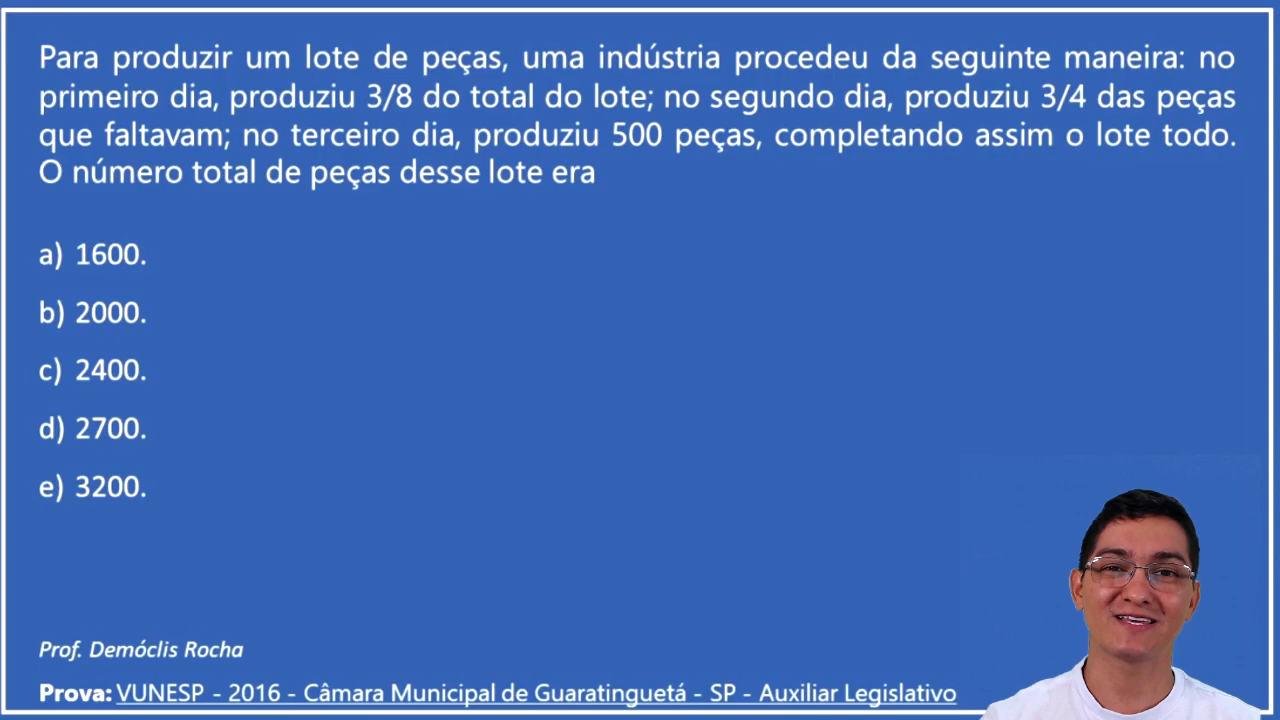 Para produzir um lote de peças, uma indústria procedeu da seguinte maneira: no
primeiro dia, produziu 3/8 do total do lote; no segundo dia, produziu 3/4 das peças
que faltavam; no terceiro dia, produziu 500 peças, completando assim o lote todo.
O número total de peças desse lote era
a) 1600.
b) 2000.
c) 2400.
d) 2700.
e) 3200.
Prof. Demóclis Rocha
Prova: VUNESP - 2016 - Câmara Municipal de Guaratinguetá - SP - Auxiliar Legislativo